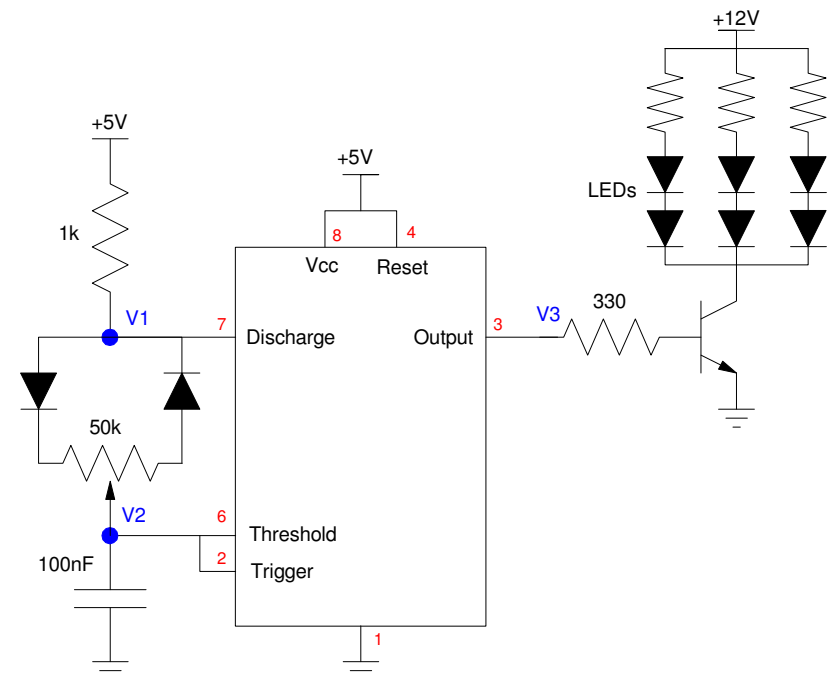 +12V
+5V
+5V
LEDs
1k
8
4
Vcc
Reset
V1
7
Discharge
Output
3
V3
330
50k
V2
6
Threshold
100nF
2
Trigger
1